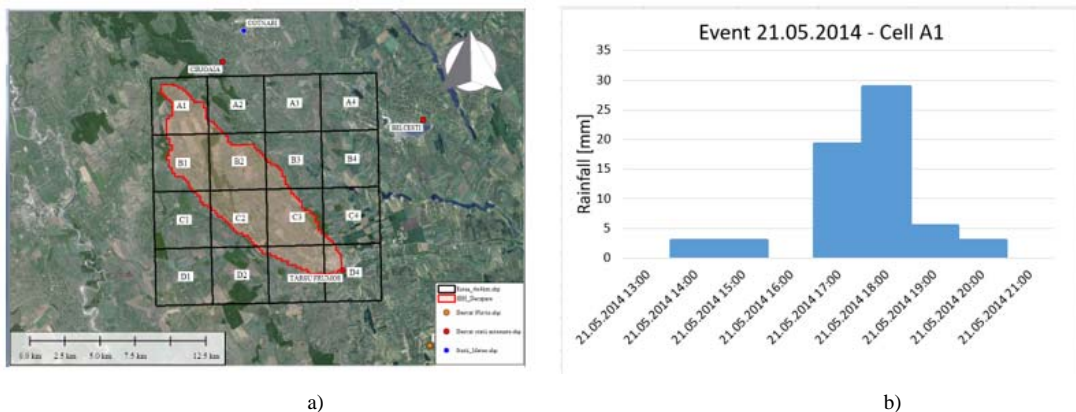 COTNARI
CIRJOAIA
A1 A2 A3 A4
BELCESTI
B1 B2 B3 B4
C1 C2 C3 C4
D1 D2 D4
TARGU FRUMOS
0.0 km 2.5 km 5.0 km 7.5 km 12.5 km
a)
Event 21.05.2014 - Cell A1
Rainfall [mm]
35
30
25
20
15
10
5
0
21.05.2014 13:00
21.05.2014 14:00
21.05.2014 15:00
21.05.2014 16:00
21.05.2014 17:00
21.05.2014 18:00
21.05.2014 19:00
21.05.2014 20:00
21.05.2014 21:00
b)